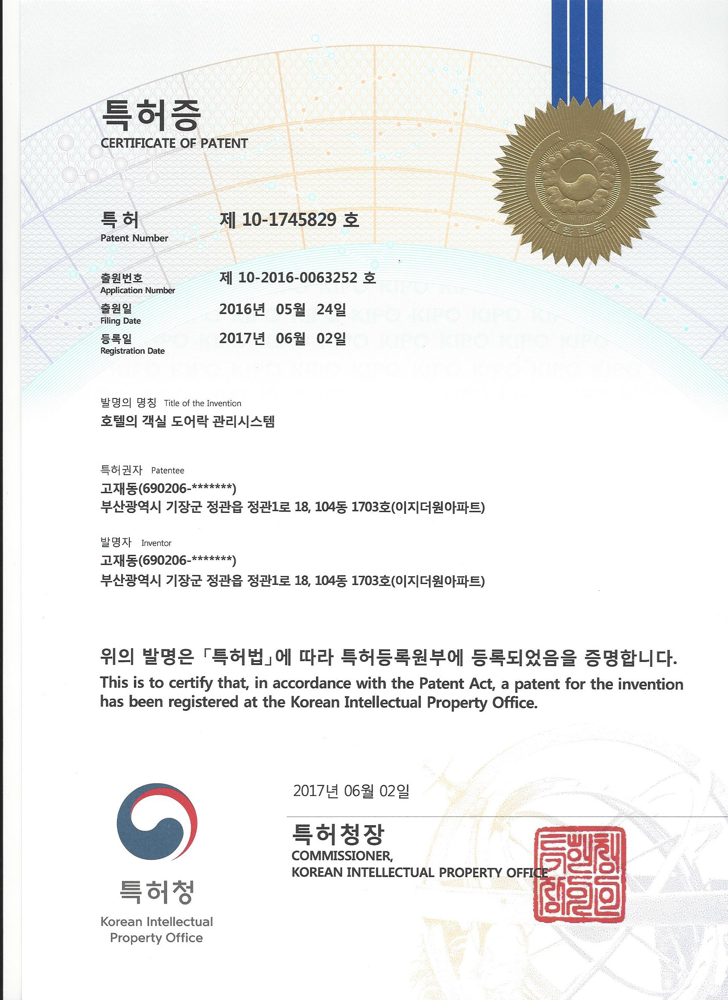 특허증
CERTIFICATE OF PATENT
특 허 제 10-1745829 호
Patent Number
출원번호 제 10-2016-0063252 호
Application Number
출원일 2016년 05월 24일
Filing Date
등록일 2017년 06월 02일
Registration Date
발명의 명칭 Title of the Invention
호텔의 객실 도어락 관리시스템
특허권자 Patentee
고재동(690206-*******)
부산광역시 기장군 정관읍 정관1로 18, 104동 1703호(이지더원아파트)
발명자 Inventor
고재동(690206-*******)
부산광역시 기장군 정관읍 정관1로 18, 104동 1703호(이지더원아파트)
위의 발명은 「특허법」에 따라 특허등록원부에 등록되었음을 증명합니다.
This is to certify that, in accordance with the Patent Act, a patent for the invention
has been registered at the Korean Intellectual Property Office.
2017년 06월 02일
특허청장
COMMISSIONER,
KOREAN INTELLECTUAL PROPERTY OFFICE
특허청
Korean Intellectual
Property Office
대한민국